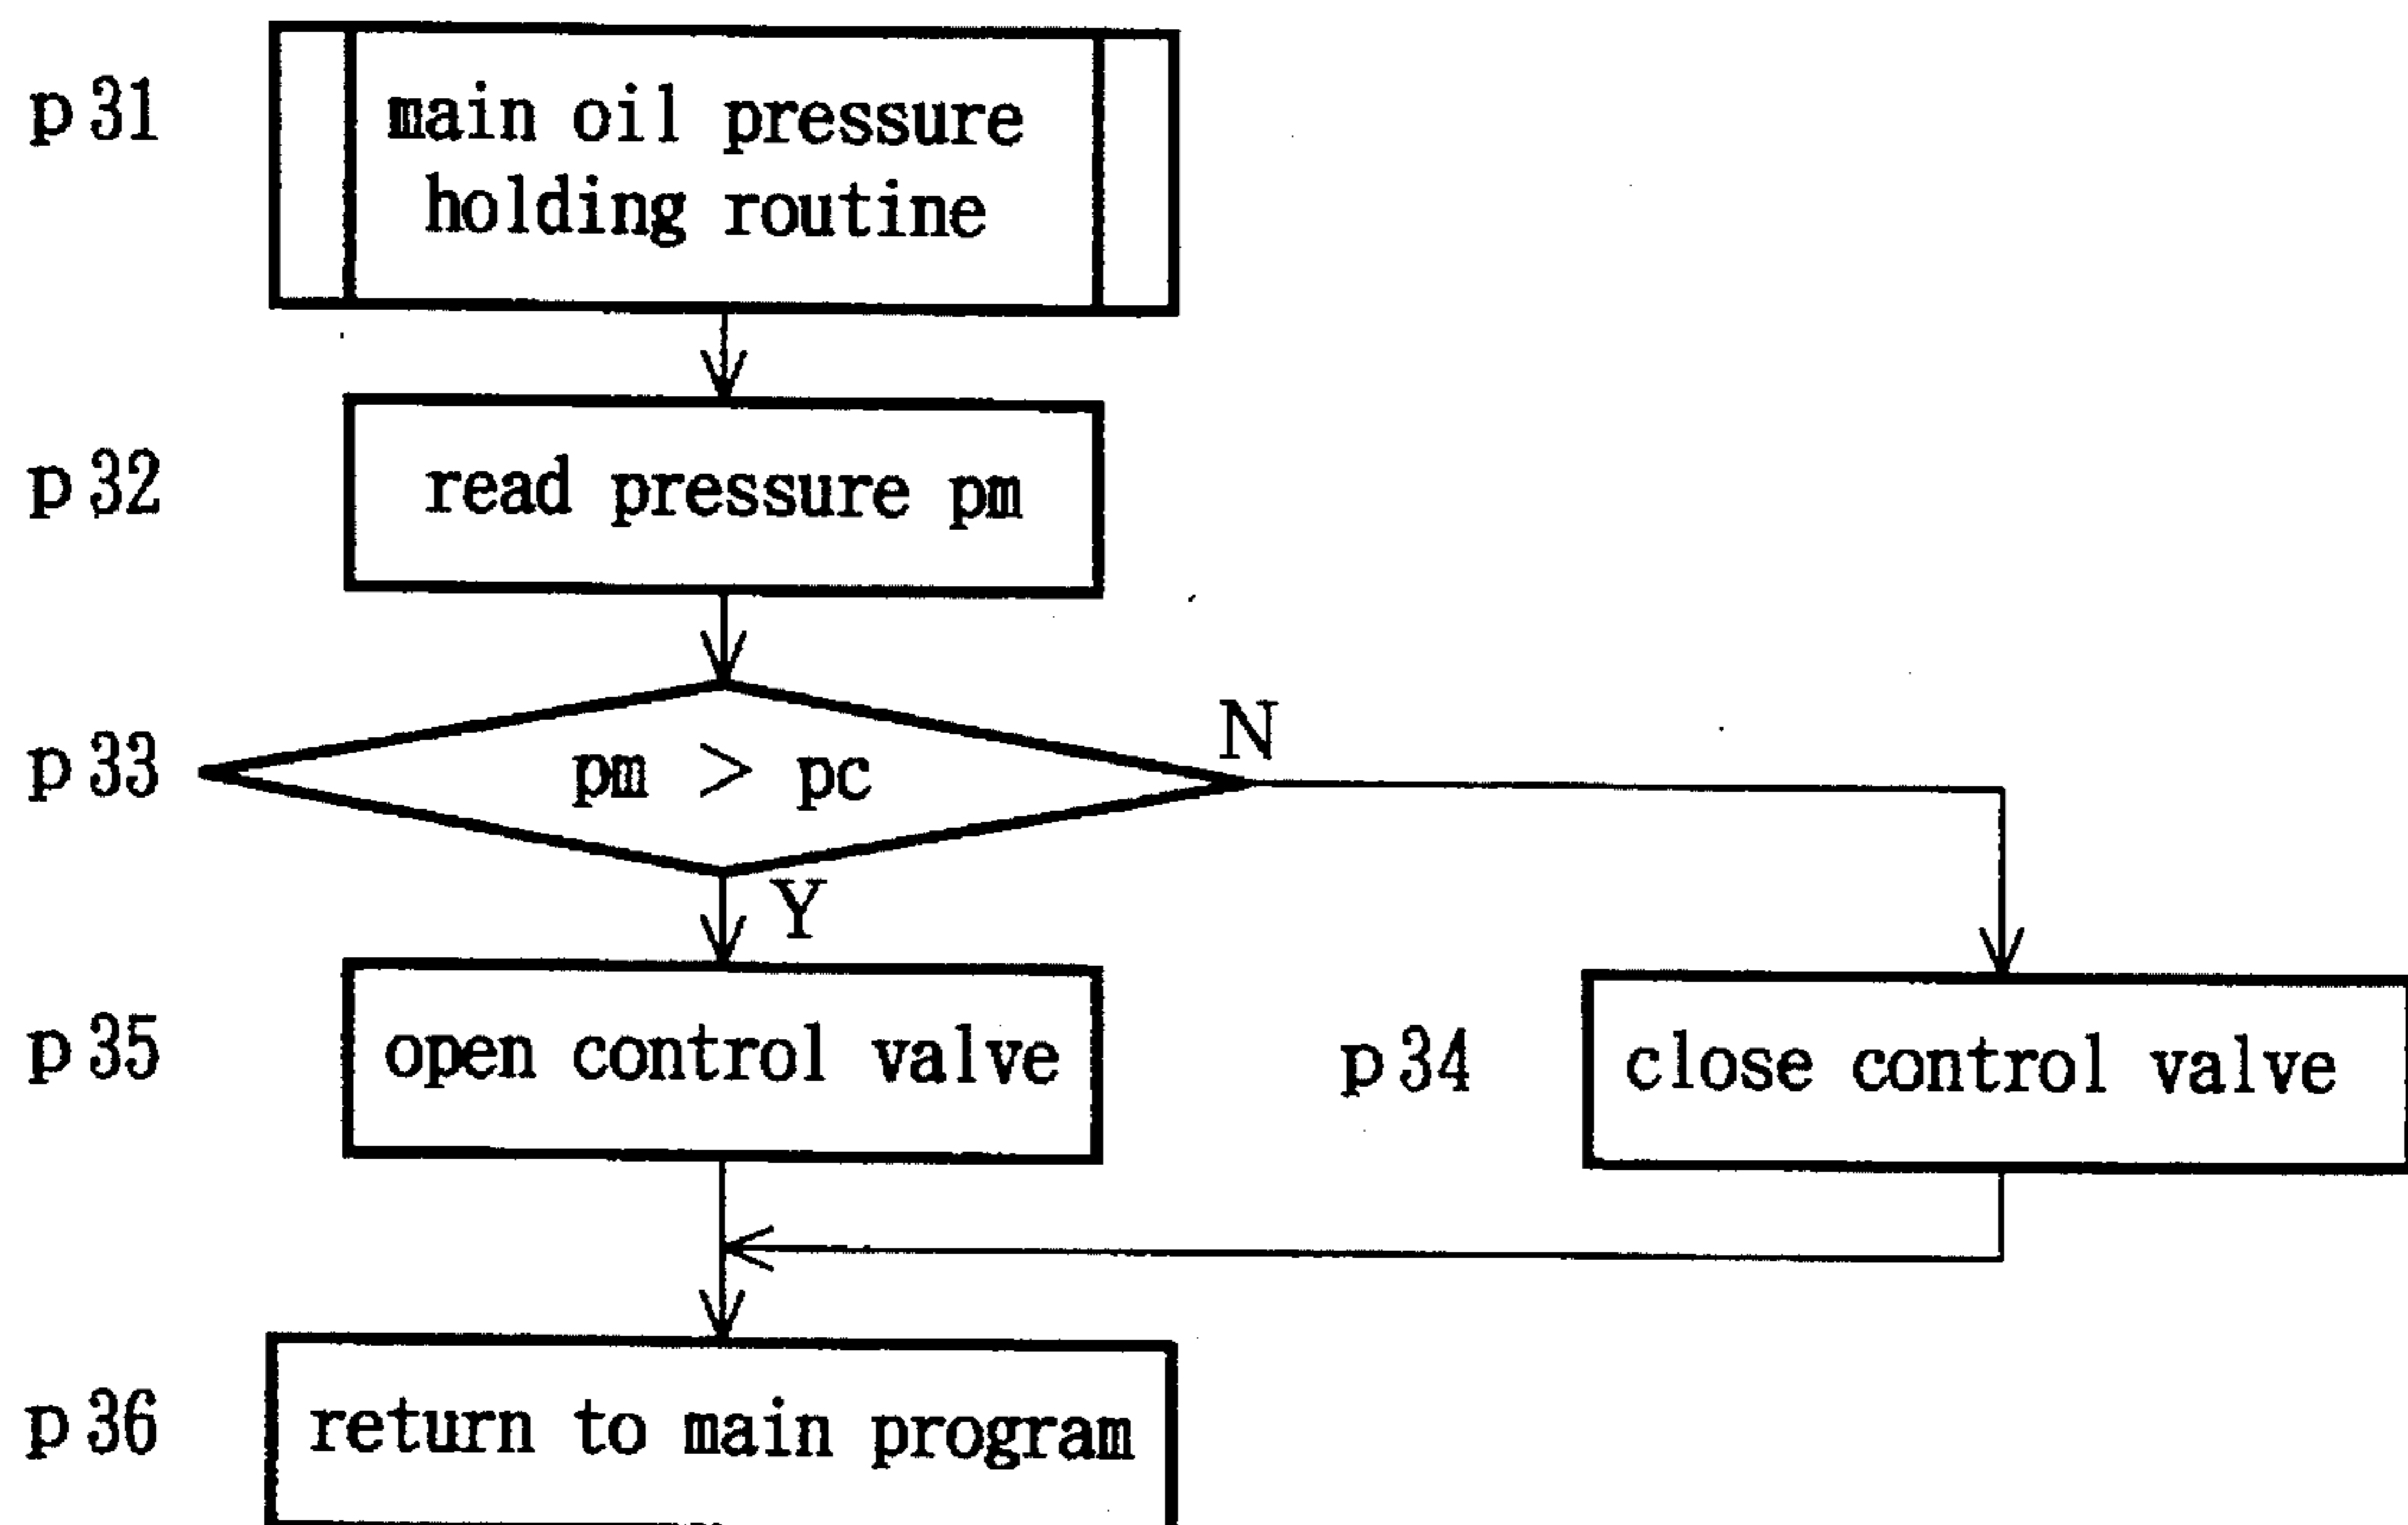 p31
main oil pressure
holding routine
p32
read pressure pm
p33
pm > pc
N
Y
p35
open control valve
p34
close control valve
p36
return to main program